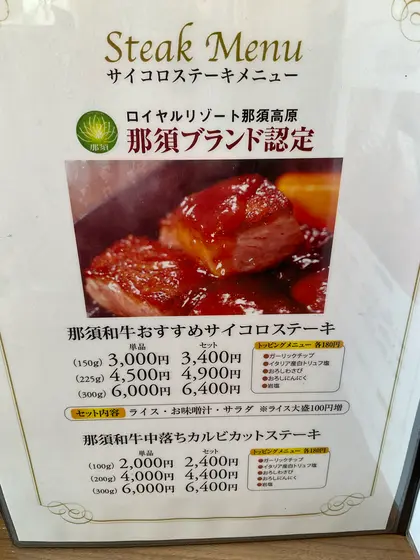 Steak Menu
サイコロステーキメニュー
ロイヤルリゾート那須高原
那須ブランド認定
那須
那須和牛おすすめサイコロステーキ
単品 セット
(150g) 3,000円 3,400円
(225g) 4,500円 4,900円
(300g) 6,000円 6,400円
トッピングメニュー 各180円
●ガーリックチップ
●イタリア産白トリュフ塩
●おろしわさび
●おろしにんにく
●岩塩
セット内容 ライス・お味噌汁・サラダ ※ライス大盛100円増
那須和牛中落ちカルビカットステーキ
単品 セット
(100g) 2,000円 2,400円
(200g) 4,000円 4,400円
(300g) 6,000円 6,400円
トッピングメニュー 各180円
●ガーリックチップ
●イタリア産白トリュフ塩
●おろしわさび
●おろしにんにく
●岩塩